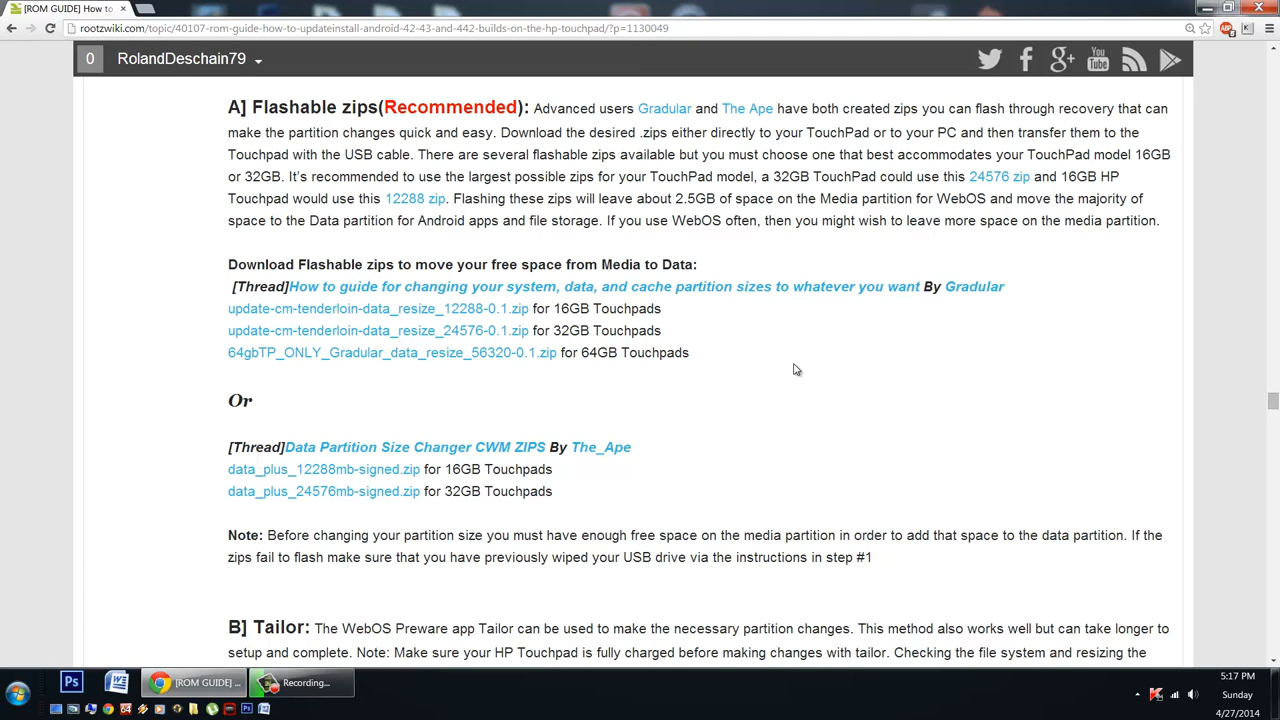 [ROM GUIDE] How to
rootzwiki.com/topic/40107-rom-guide-how-to-updateinstall-android-42-43-and-442-builds-on-the-hp-touchpad/?p=1130049
0 RolandDeschain79
A] Flashable zips(Recommended): Advanced users Gradular and The Ape have both created zips you can flash through recovery that can
make the partition changes quick and easy. Download the desired .zips either directly to your TouchPad or to your PC and then transfer them to the
Touchpad with the USB cable. There are several flashable zips available but you must choose one that best accommodates your TouchPad model 16GB
or 32GB. It's recommended to use the largest possible zips for your TouchPad model, a 32GB TouchPad could use this 24576 zip and 16GB HP
Touchpad would use this 12288 zip. Flashing these zips will leave about 2.5GB of space on the Media partition for WebOS and move the majority of
space to the Data partition for Android apps and file storage. If you use WebOS often, then you might wish to leave more space on the media partition.
Download Flashable zips to move your free space from Media to Data:
[Thread]How to guide for changing your system, data, and cache partition sizes to whatever you want By Gradular
update-cm-tenderloin-data_resize_12288-0.1.zip for 16GB Touchpads
update-cm-tenderloin-data_resize_24576-0.1.zip for 32GB Touchpads
64gbTP_ONLY_Gradular_data_resize_56320-0.1.zip for 64GB Touchpads
Or
[Thread]Data Partition Size Changer CWM ZIPS By The_Ape
data_plus_12288mb-signed.zip for 16GB Touchpads
data_plus_24576mb-signed.zip for 32GB Touchpads
Note: Before changing your partition size you must have enough free space on the media partition in order to add that space to the data partition. If the
zips fail to flash make sure that you have previously wiped your USB drive via the instructions in step #1
B] Tailor: The WebOS Preware app Tailor can be used to make the necessary partition changes. This method also works well but can take longer to
setup and complete. Note: Make sure your HP Touchpad is fully charged before making changes with tailor. Checking the file system and resizing the
Ps
[ROM GUIDE] ...
Recording...
5:17 PM
Sunday
4/27/2014